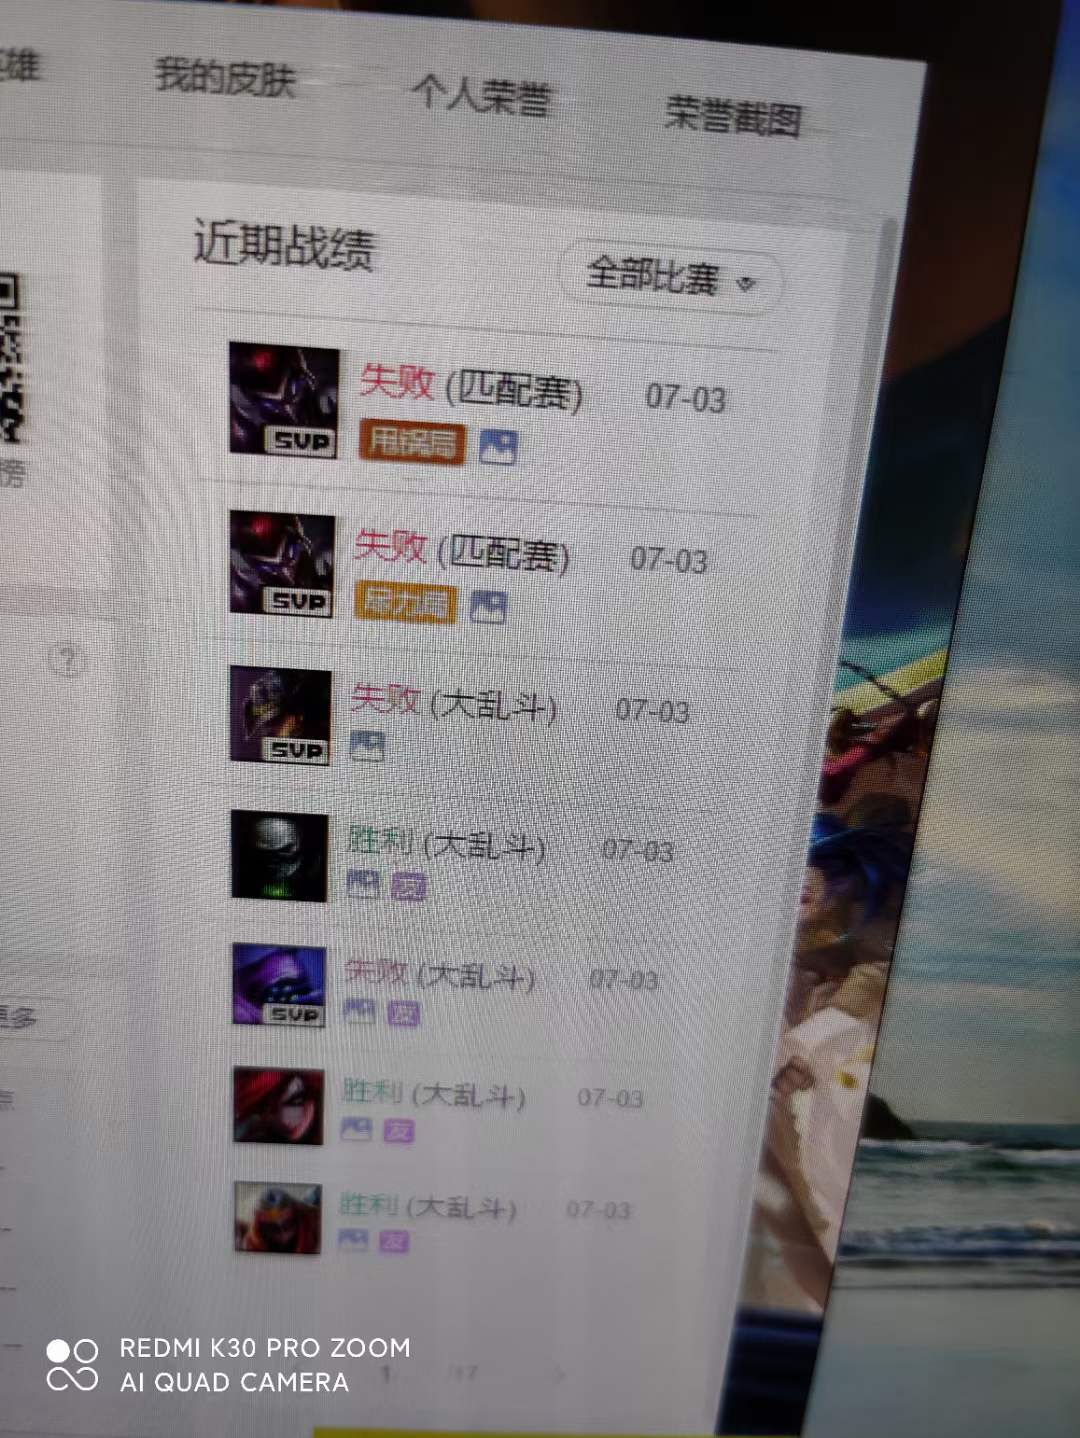 雄
我的皮肤
个人荣誉
荣誉截图
近期战绩
全部比赛
榜
失败 (匹配赛) 07-03
SVP
甩锅局
失败 (匹配赛) 07-03
SVP
尽力局
失败 (大乱斗) 07-03
SVP
?
胜利 (大乱斗) 07-03
友
失败 (大乱斗) 07-03
SVP
友
更多
胜利 (大乱斗) 07-03
友
胜利 (大乱斗) 07-03
友
REDMI K30 PRO ZOOM
AI QUAD CAMERA
1